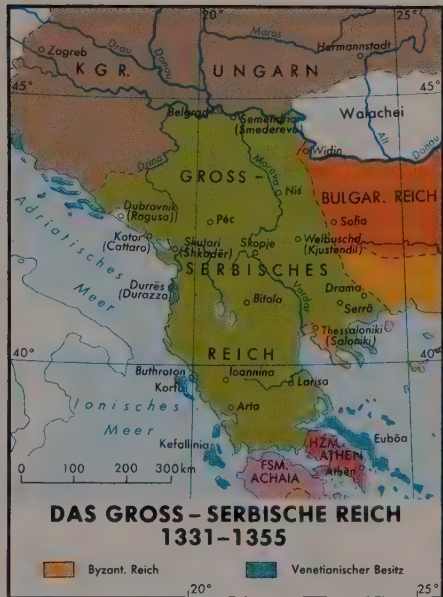 20°
25°
Zagreb
Drau
Donau
Maros
Hermannstadt
KGR. UNGARN
45°
45°
Belgrad
Semendria
(Smederevo)
Walachei
Alt
Donau
Widin
Drina
Morava
GROSS-
Niš
BULGAR. REICH
Dubrovnik
(Ragusa)
Péc
Sofia
Adriatisches
Meer
Kotor
(Cattaro)
Skutari
(Shkodër)
Skopje
Welbuschd
(Kjustendil)
SERBISCHES
Durrës
(Durazzo)
Bitola
Vardar
Drama
Serrä
Thessaloniki
(Saloniki)
40°
40°
REICH
Buthroton
Korfu
Ioannina
Larisa
Ionisches
Meer
Arta
Kefallinia
Euböa
HZM.
ATHEN
Athen
FSM.
ACHAIA
0 100 200 300km
DAS GROSS-SERBISCHE REICH
1331-1355
Byzant. Reich
Venetianischer Besitz
20°
25°